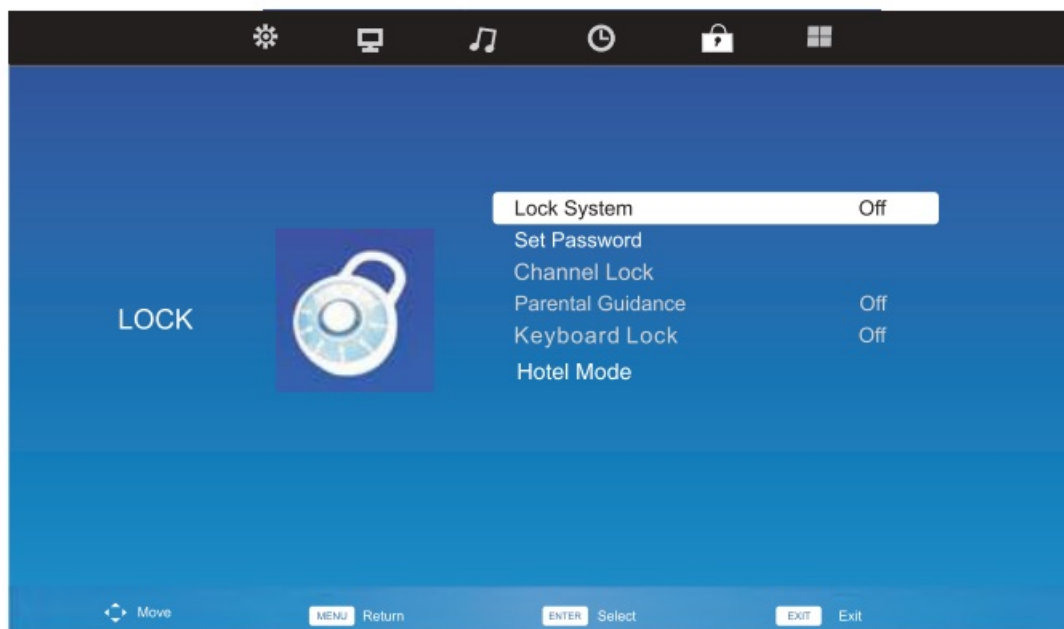 Lock System Off
Set Password
Channel Lock
Parental Guidance Off
Keyboard Lock Off
Hotel Mode
LOCK
Move MENU Return ENTER Select EXIT Exit